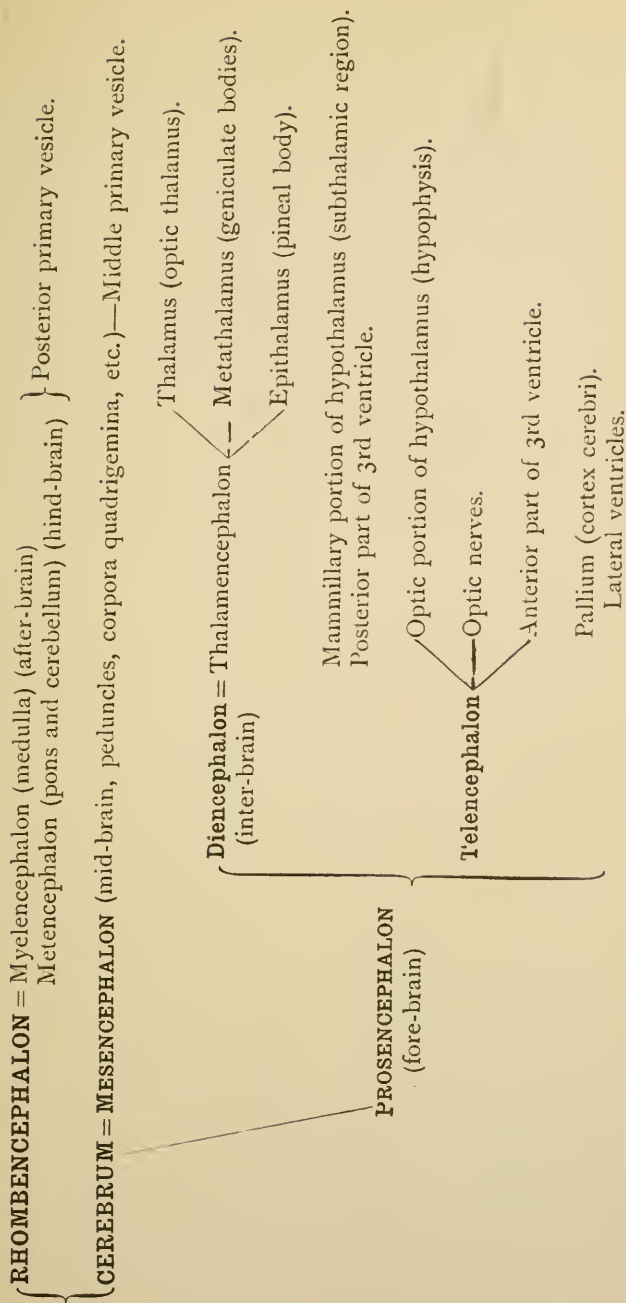 RHOMBENCEPHALON = Myelencephalon (medulla) (after-brain)
Metencephalon (pons and cerebellum) (hind-brain) } Posterior primary vesicle.
CEREBRUM = MESENCEPHALON (mid-brain, peduncles, corpora quadrigemina, etc.)—Middle primary vesicle.
Thalamus (optic thalamus).
Diencephalon = Thalamencephalon — Metathalamus (geniculate bodies).
(inter-brain)
Epithalamus (pineal body).
Mammillary portion of hypothalamus (subthalamic region).
Posterior part of 3rd ventricle.
PROSENCEPHALON
(fore-brain)
Optic portion of hypothalamus (hypophysis).
Telencephalon — Optic nerves.
Anterior part of 3rd ventricle.
Pallium (cortex cerebri).
Lateral ventricles.